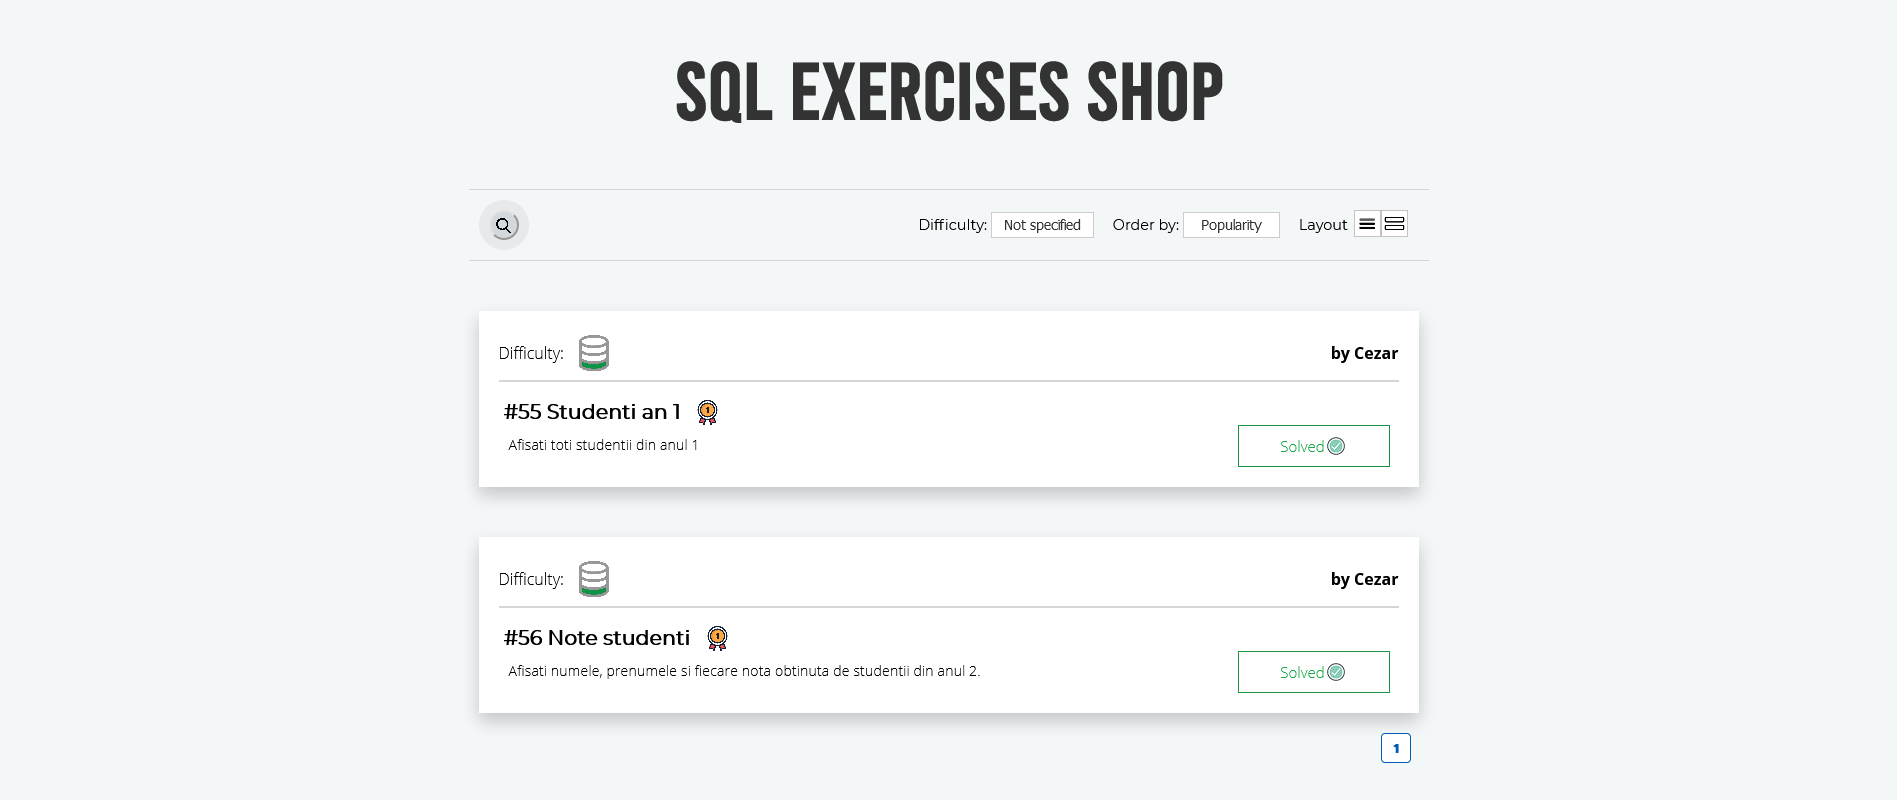 SQL EXERCISES SHOP
Difficulty: Not specified Order by: Popularity Layout
Difficulty: by Cezar
#55 Studenti an 1 1
Afisati toti studentii din anul 1
Solved
Difficulty: by Cezar
#56 Note studenti 1
Afisati numele, prenumele si fiecare nota obtinuta de studentii din anul 2.
Solved
1